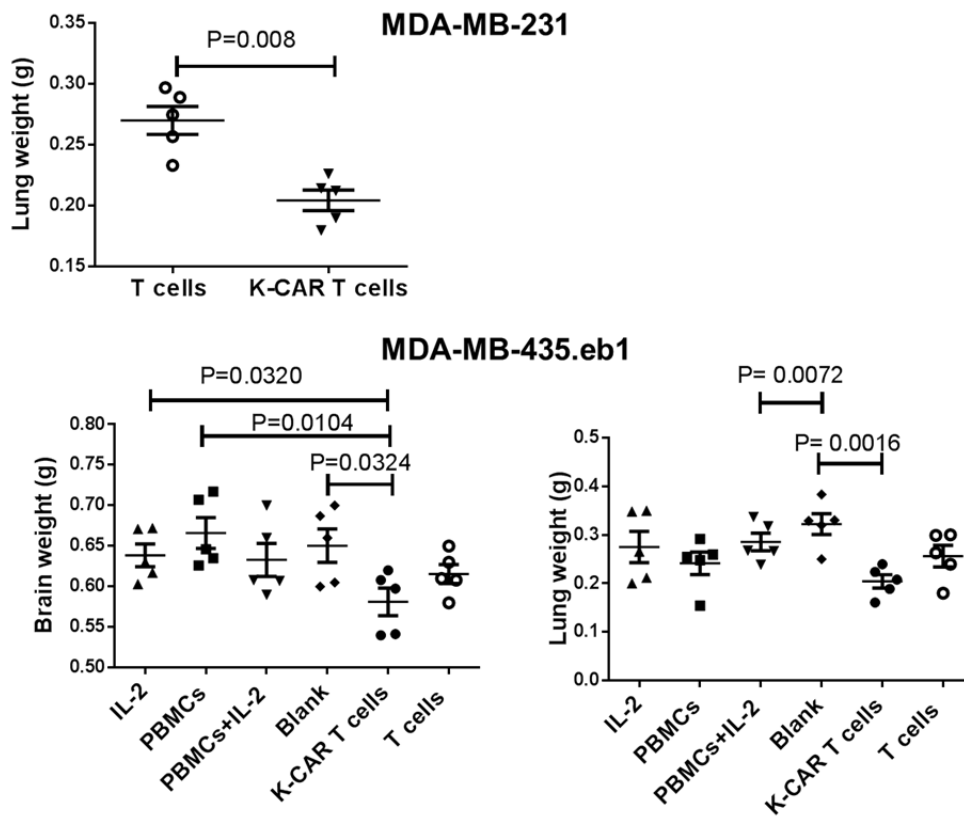 MDA-MB-231
P=0.008
Lung weight (g)
0.35
0.30
0.25
0.20
0.15
T cells
K-CAR T cells
MDA-MB-435.eb1
P=0.0320
P=0.0104
P=0.0324
Brain weight (g)
0.80
0.75
0.70
0.65
0.60
0.55
0.50
IL-2
PBMCs
PBMCs+IL-2
Blank
K-CAR T cells
T cells
P= 0.0072
P= 0.0016
Lung weight (g)
0.5
0.4
0.3
0.2
0.1
0.0
IL-2
PBMCs
PBMCs+IL-2
Blank
K-CAR T cells
T cells